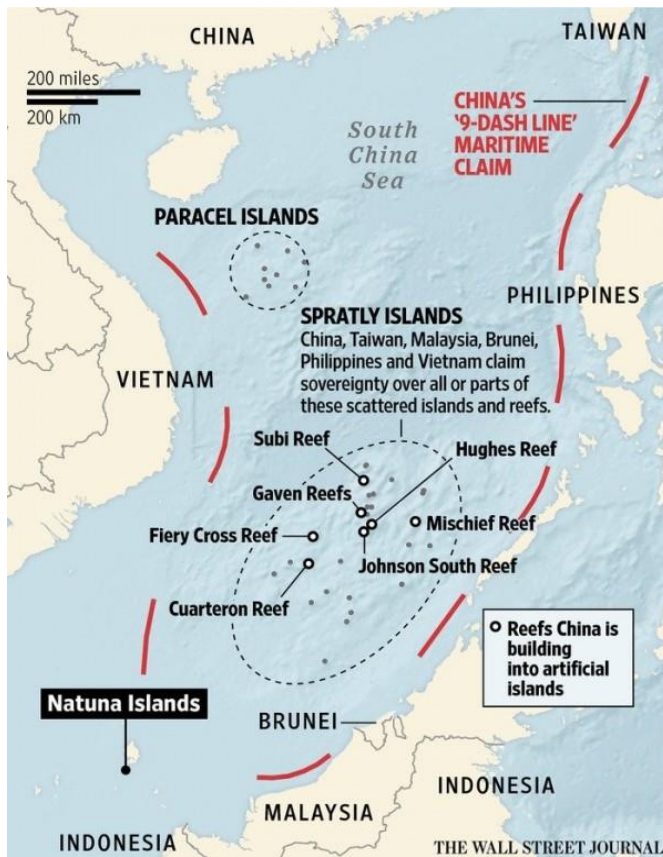 CHINA
TAIWAN
200 miles
200 km
CHINA'S
'9-DASH LINE'
MARITIME
CLAIM
South
China
Sea
PARACEL ISLANDS
PHILIPPINES
SPRATLY ISLANDS
China, Taiwan, Malaysia, Brunei,
Philippines and Vietnam claim
sovereignty over all or parts of
these scattered islands and reefs.
VIETNAM
Subi Reef
Hughes Reef
Gaven Reefs
Mischief Reef
Fiery Cross Reef
Johnson South Reef
Cuarteron Reef
Reefs China is
building
into artificial
islands
Natuna Islands
BRUNEI
INDONESIA
MALAYSIA
INDONESIA
THE WALL STREET JOURNAL